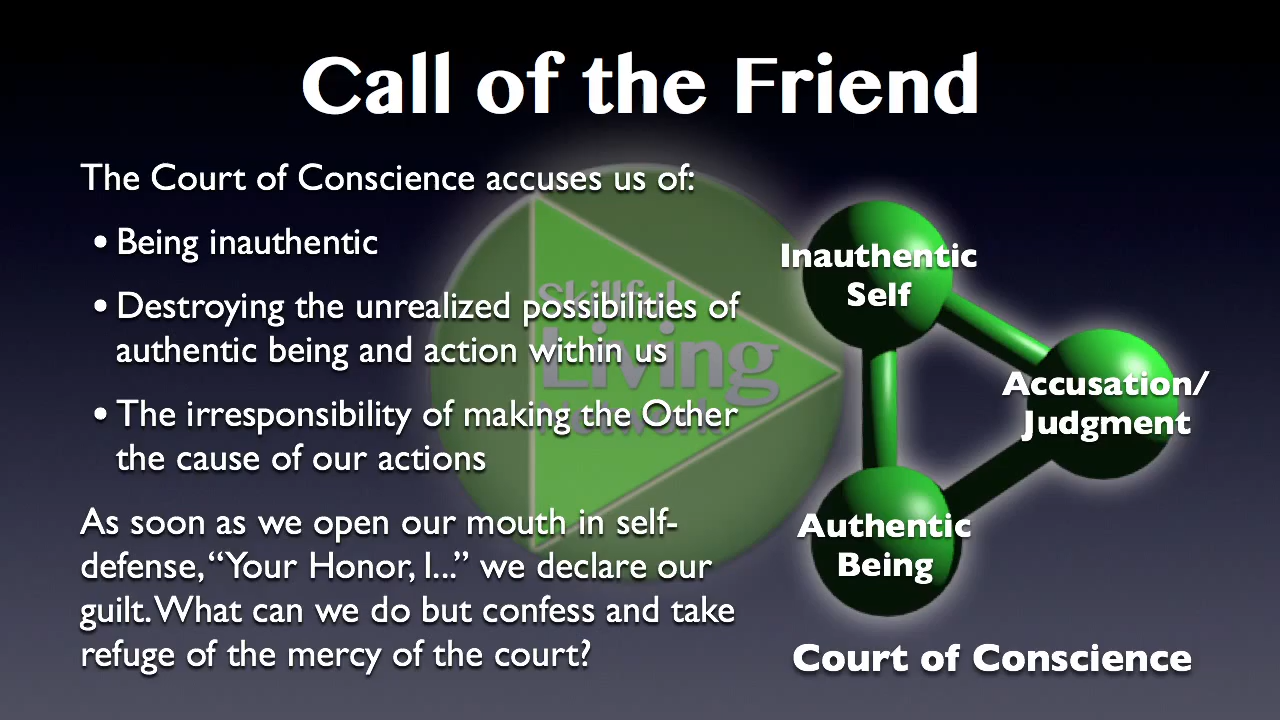 Call of the Friend
The Court of Conscience accuses us of:
• Being inauthentic
• Destroying the unrealized possibilities of
authentic being and action within us
• The irresponsibility of making the Other
the cause of our actions
As soon as we open our mouth in self-
defense, “Your Honor, I...” we declare our
guilt. What can we do but confess and take
refuge of the mercy of the court?
Skillful
Living
Network
Inauthentic
Self
Accusation/
Judgment
Authentic
Being
Court of Conscience